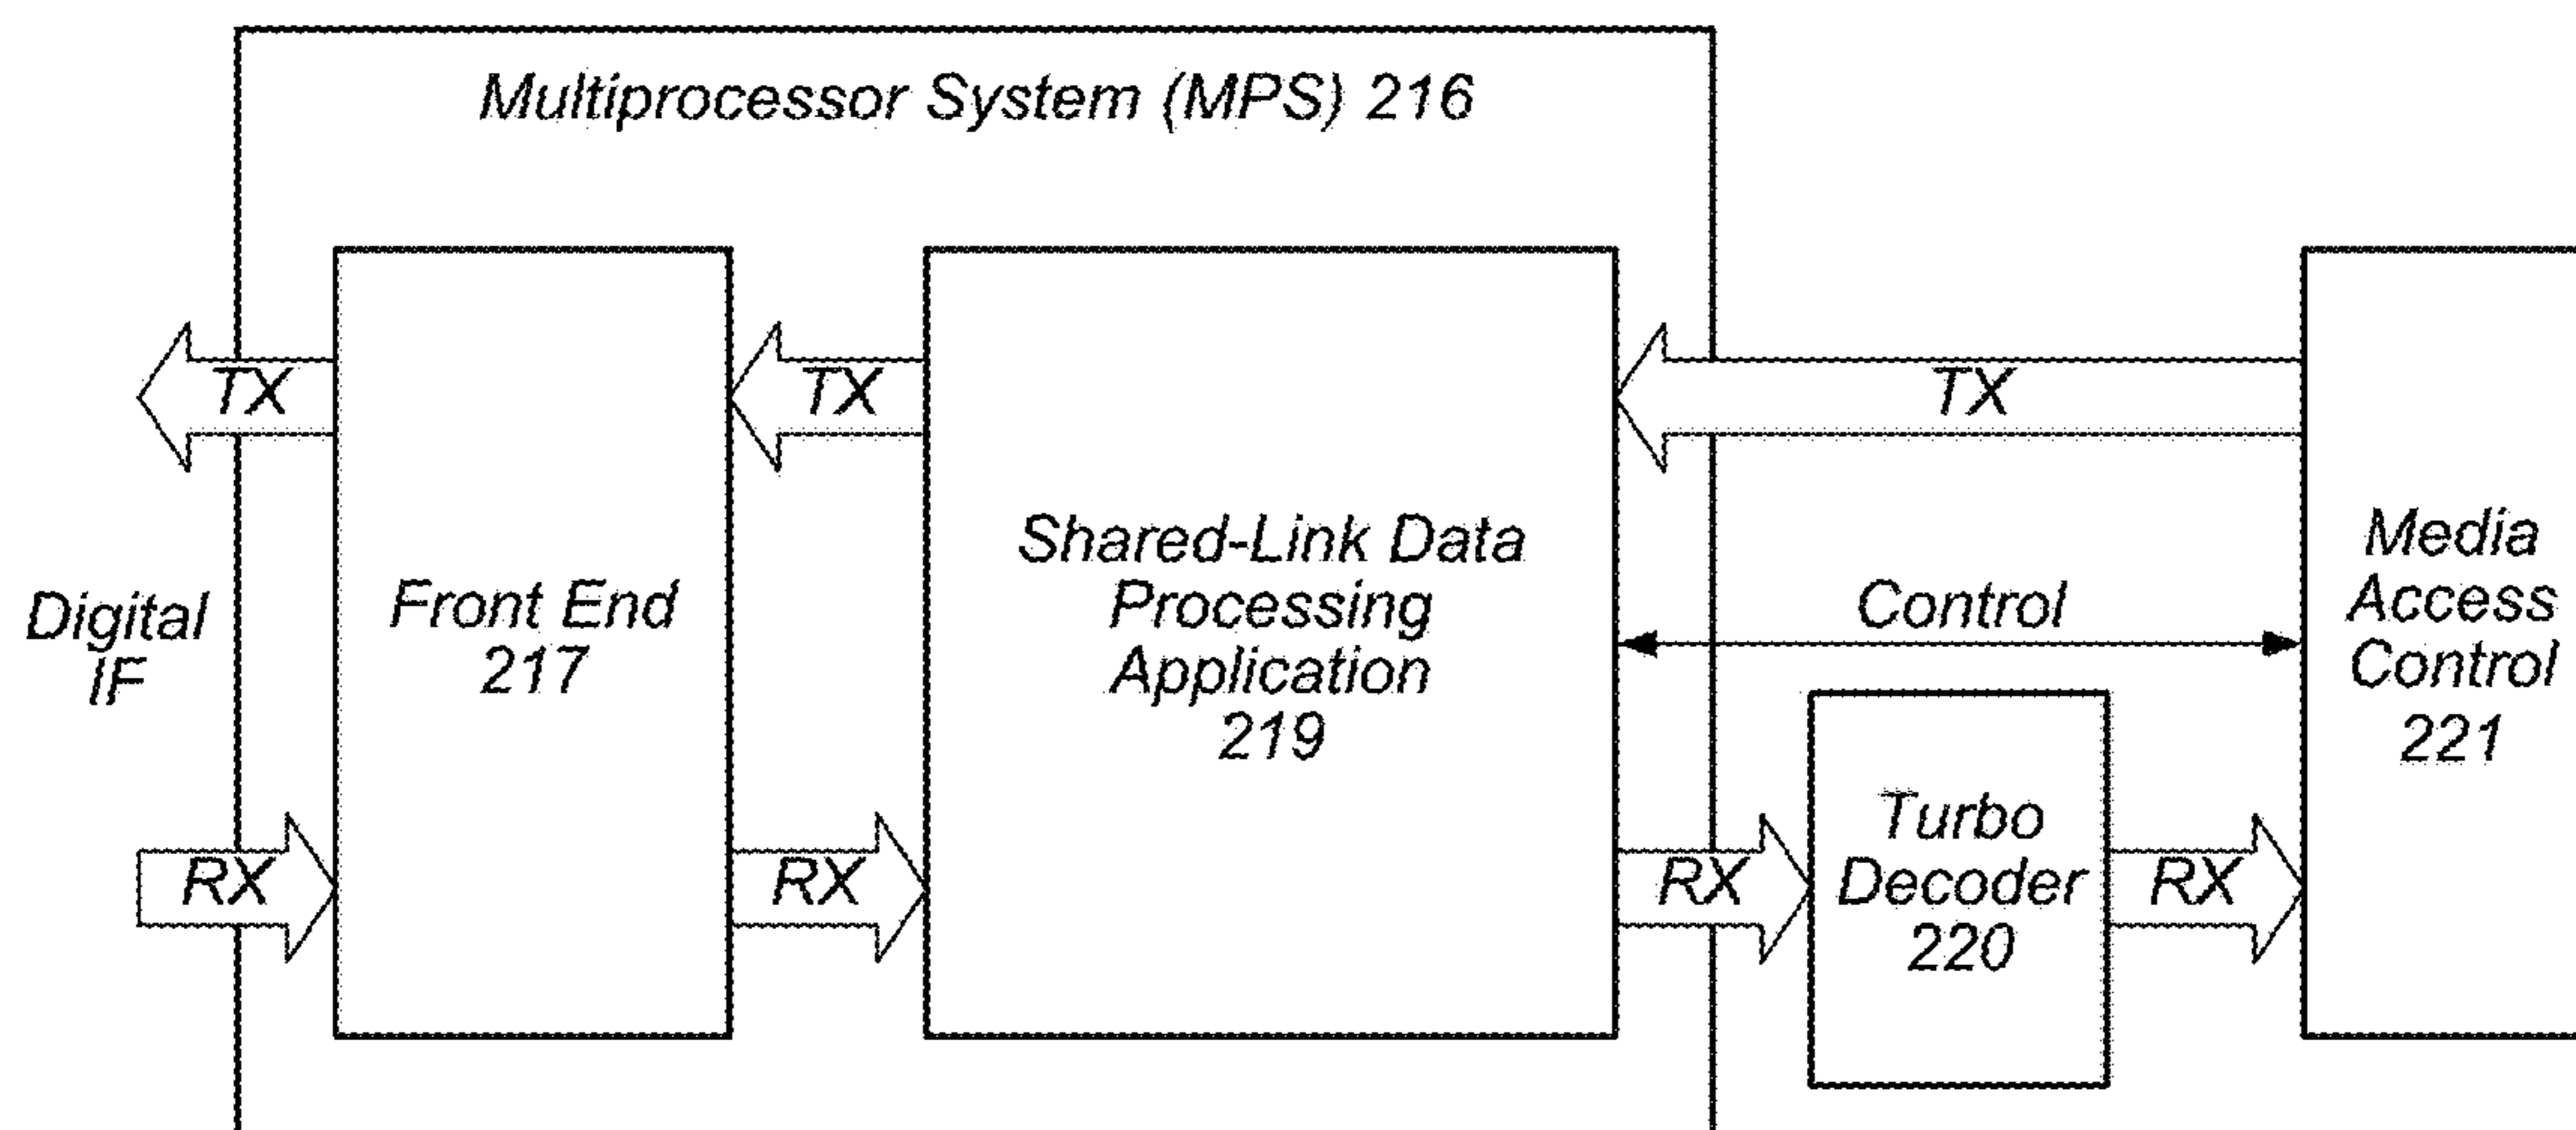 Multiprocessor System (MPS) 216
TX
TX
TX
Digital
IF
Front End
217
Shared-Link Data
Processing
Application
219
Control
Media
Access
Control
221
RX
RX
RX
Turbo
Decoder
220
RX